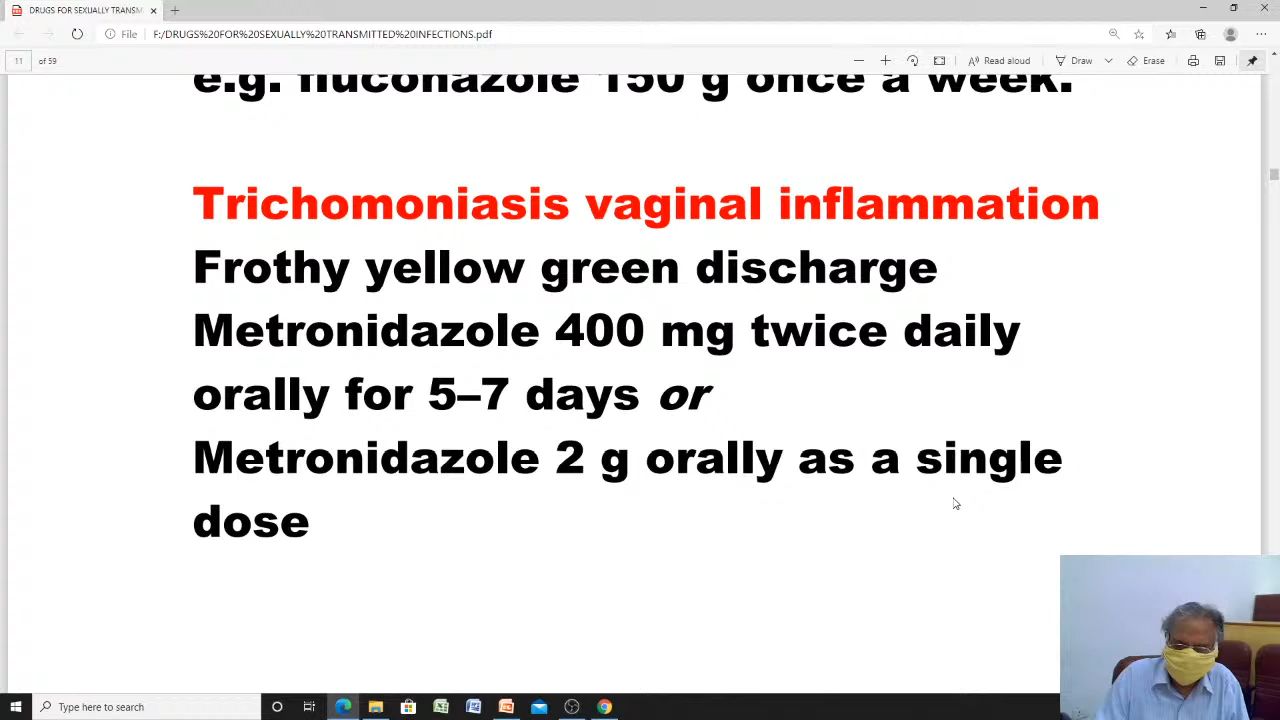 DRUGS FOR SEXUALLY TRANSM
File F:/DRUGS%20FOR%20SEXUALLY%20TRANSMITTED%20INFECTIONS.pdf
11 of 59 Read aloud Draw Erase
e.g. fluconazole 150 g once a week.
Trichomoniasis vaginal inflammation
Frothy yellow green discharge
Metronidazole 400 mg twice daily
orally for 5–7 days or
Metronidazole 2 g orally as a single
dose
Type here to search